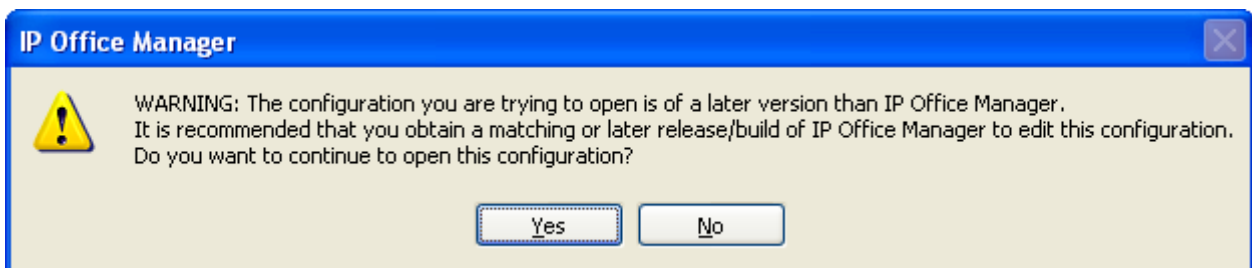 IP Office Manager
WARNING: The configuration you are trying to open is of a later version than IP Office Manager.
It is recommended that you obtain a matching or later release/build of IP Office Manager to edit this configuration.
Do you want to continue to open this configuration?
Yes No